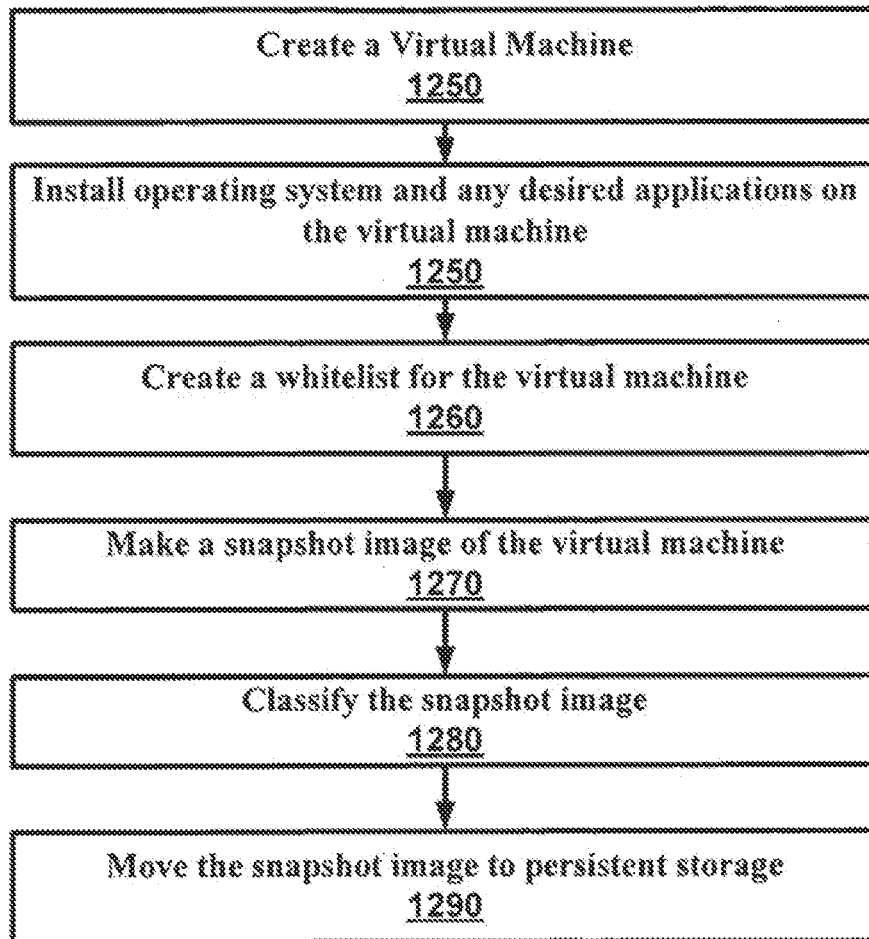 Create a Virtual Machine
1250
Install operating system and any desired applications on
the virtual machine
1250
Create a whitelist for the virtual machine
1260
Make a snapshot image of the virtual machine
1270
Classify the snapshot image
1280
Move the snapshot image to persistent storage
1290